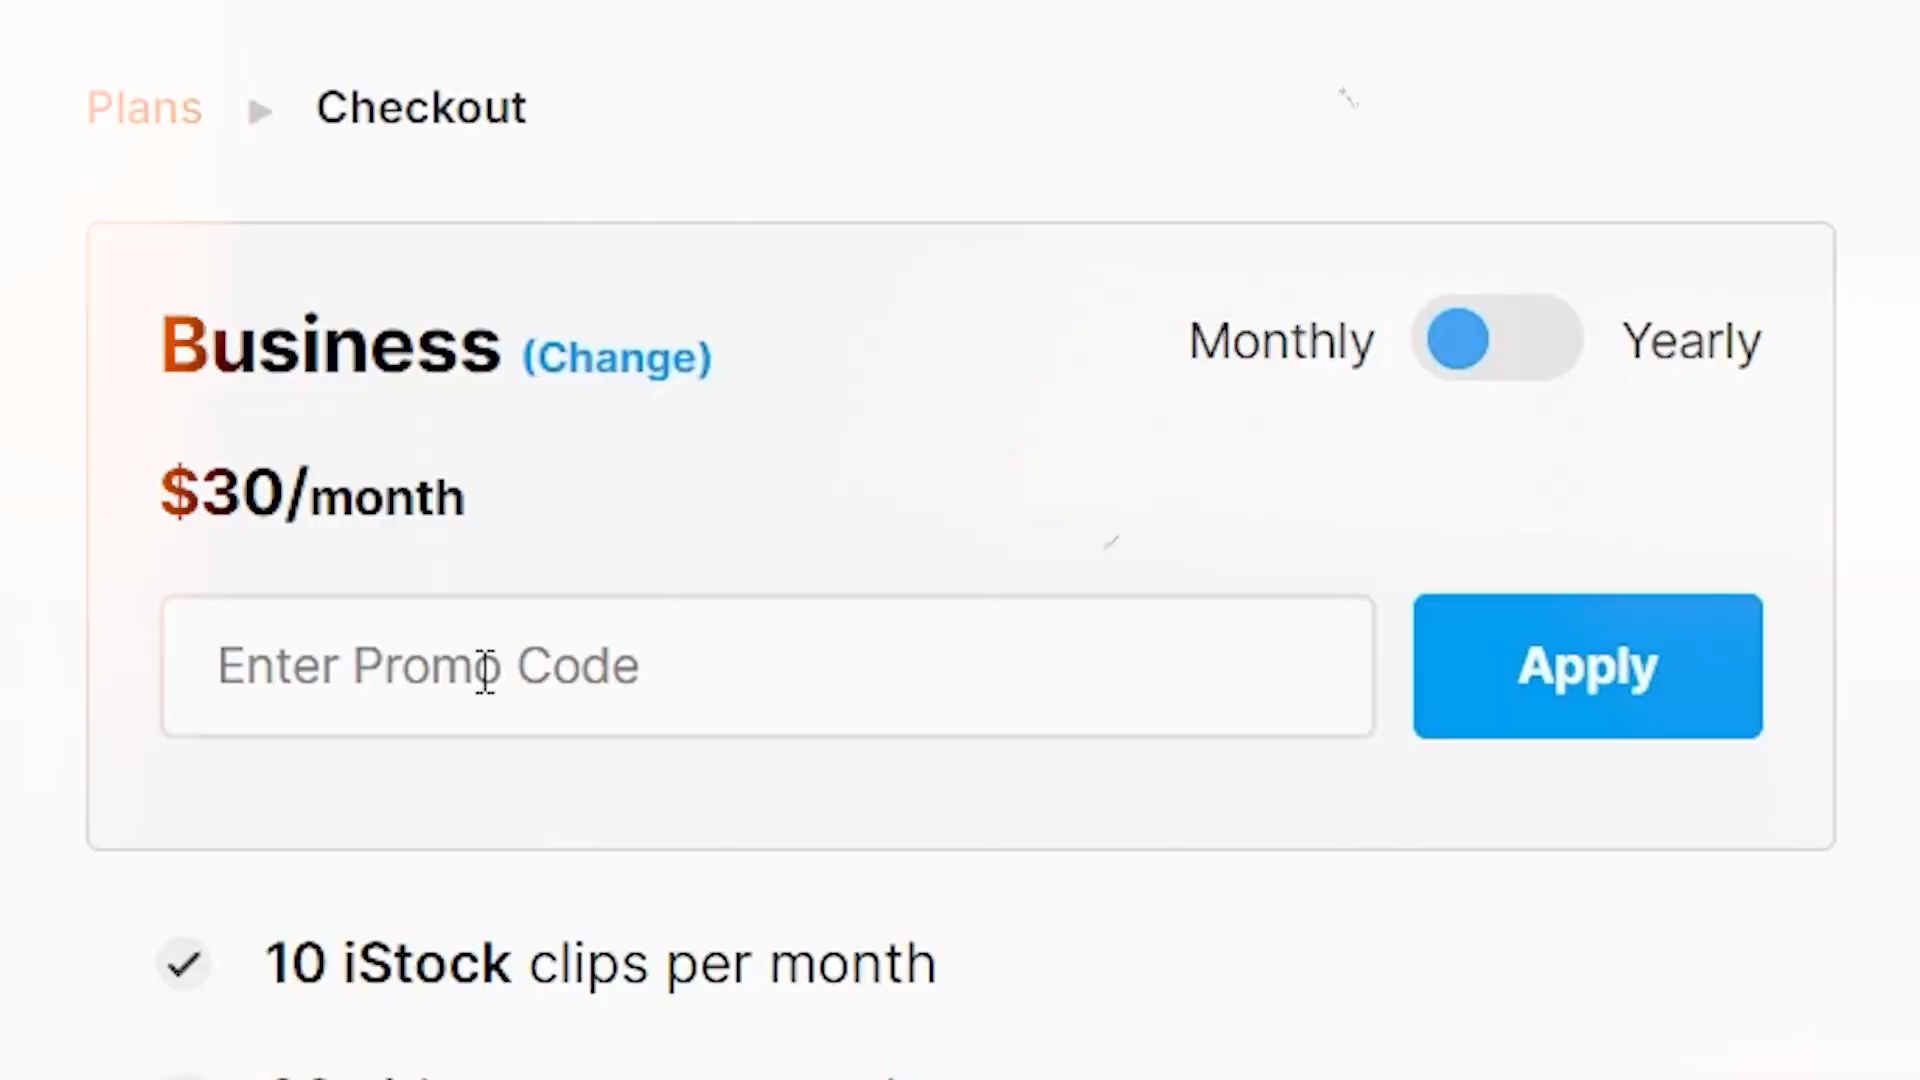 Plans ▶ Checkout
Business (Change)
Monthly Yearly
$30/month
Enter Promo Code
Apply
10 iStock clips per month